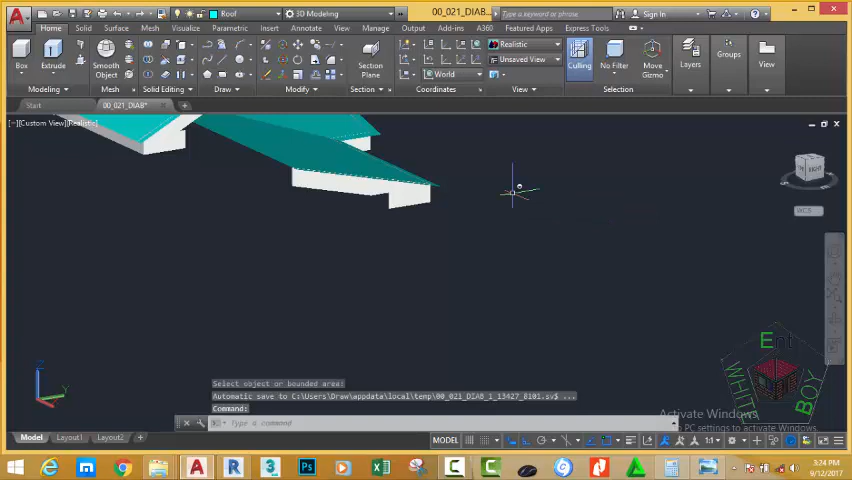 Roof
3D Modeling
00_021_DIAB...
Type a keyword or phrase
Sign In
Home Solid Surface Mesh Visualize Parametric Insert Annotate View Manage Output Add-ins A360 Featured Apps Express Tools
Box
Extrude
Smooth
Object
Section
Plane
Realistic
Unsaved View
World
Culling
No Filter
Move
Gizmo
Layers
Groups
View
Modeling
Mesh
Solid Editing
Draw
Modify
Section
Coordinates
Selection
Start
00_021_DIAB*
[−][Custom View][Realistic]
RIGHT
WCS
Z
Y
Select object or bounded area:
Automatic save to C:\Users\Draw\appdata\local\temp\00_021_DIAB_1_13427_8101.sv$ ...
Command:
Type a command
Ent
WHITE
BOY
Activate Windows
Go to PC settings to activate Windows.
Model
Layout1
Layout2
MODEL
1:1
3:24 PM
9/12/2017